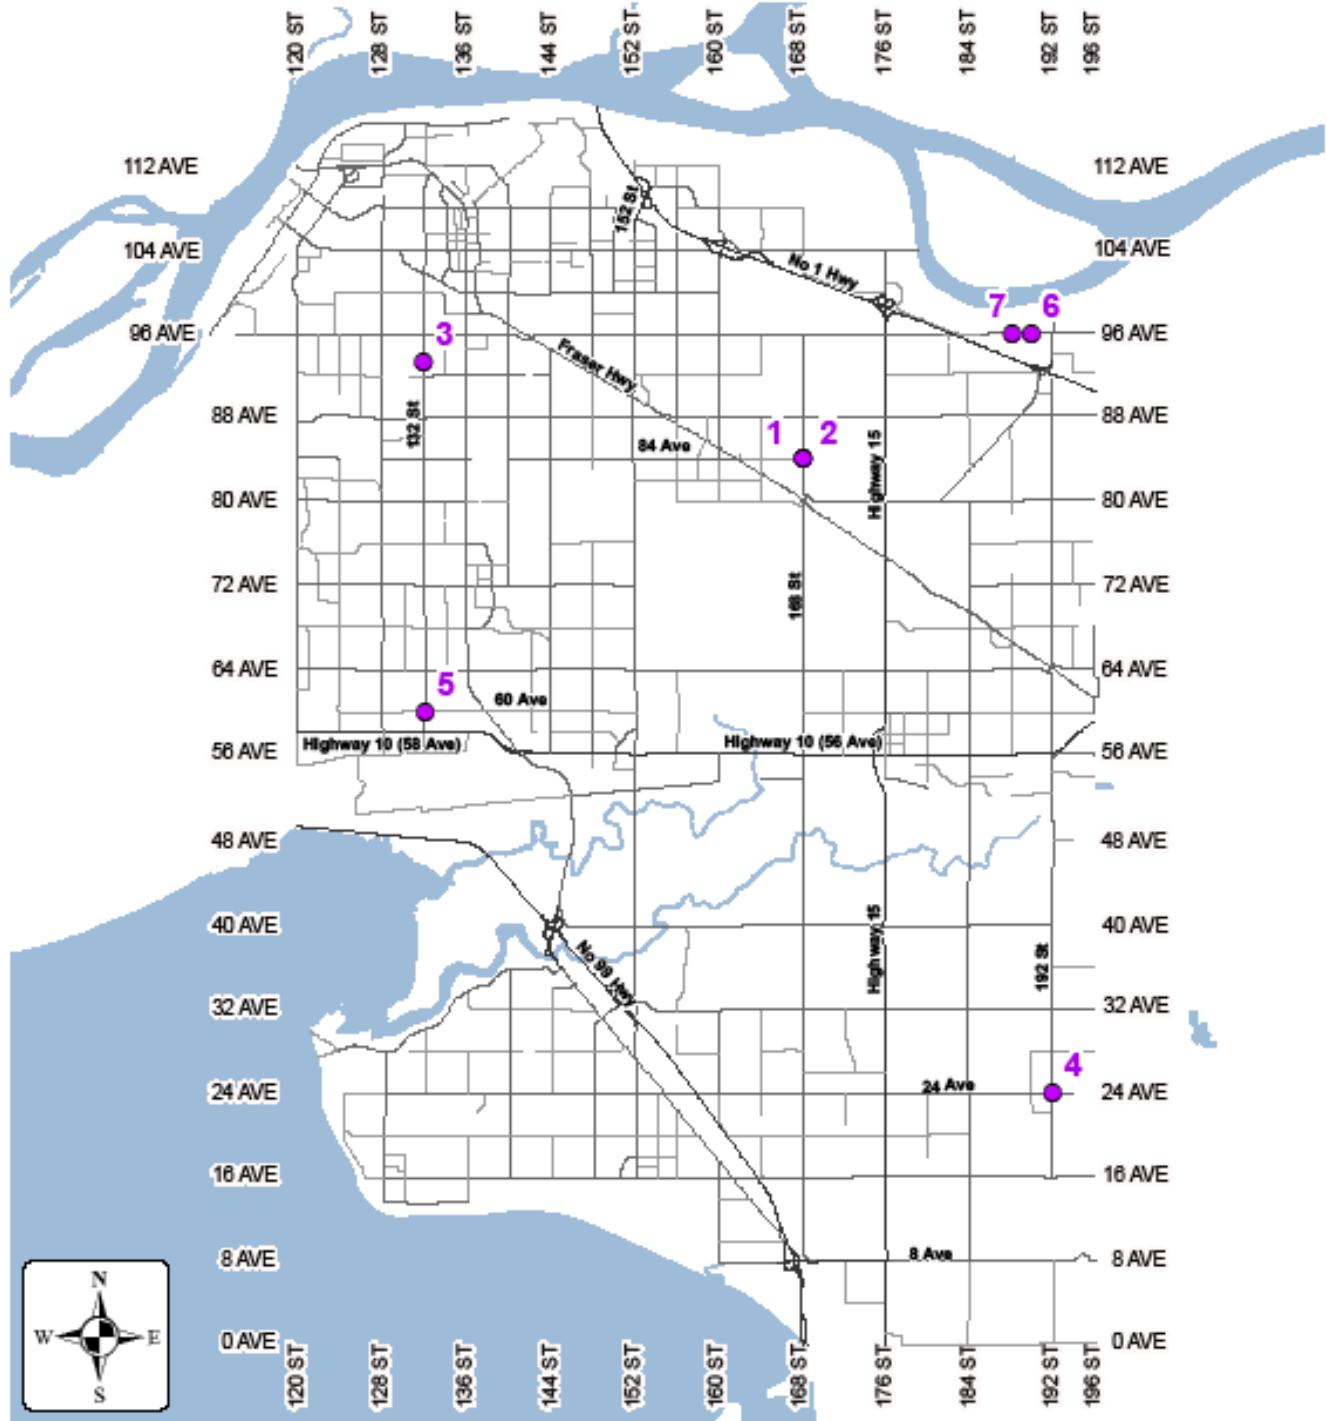 120 ST
128 ST
136 ST
144 ST
152 ST
160 ST
168 ST
176 ST
184 ST
192 ST
196 ST
112 AVE
112 AVE
152 St
104 AVE
104 AVE
No 1 Hwy
7 6
96 AVE
96 AVE
3
Fraser Hwy
88 AVE
132 St
88 AVE
84 Ave
1 2
Highway 15
80 AVE
80 AVE
72 AVE
168 St
72 AVE
64 AVE
64 AVE
5
60 Ave
Highway 10 (58 Ave)
Highway 10 (56 Ave)
56 AVE
56 AVE
48 AVE
48 AVE
40 AVE
Highway 15
40 AVE
No 99 Hwy
192 St
32 AVE
32 AVE
4
24 AVE
24 Ave
24 AVE
16 AVE
16 AVE
8 AVE
8 Ave
8 AVE
N
W E
S
0 AVE
0 AVE
120 ST
128 ST
136 ST
144 ST
152 ST
160 ST
168 ST
176 ST
184 ST
192 ST
196 ST